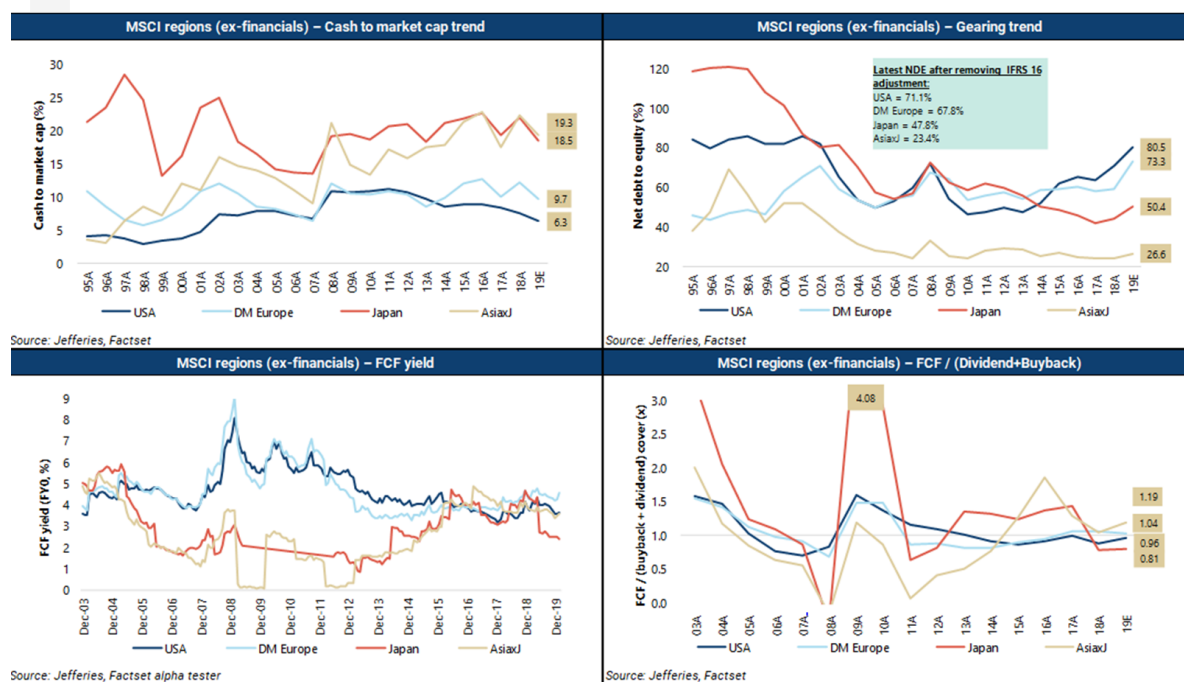 MSCI regions (ex-financials) – Cash to market cap trend
Cash to market cap (%)
30
25
20
15
10
5
0
19.3
18.5
9.7
6.3
95A 96A 97A 98A 99A 00A 01A 02A 03A 04A 05A 06A 07A 08A 09A 10A 11A 12A 13A 14A 15A 16A 17A 18A 19E
USA DM Europe Japan AsiaxJ
Source: Jefferies, Factset
MSCI regions (ex-financials) – Gearing trend
Net debt to equity (%)
120
100
80
60
40
20
Latest NDE after removing IFRS 16
adjustment:
USA = 71.1%
DM Europe = 67.8%
Japan = 47.8%
AsiaxJ = 23.4%
80.5
73.3
50.4
26.6
95A 96A 97A 98A 99A 00A 01A 02A 03A 04A 05A 06A 07A 08A 09A 10A 11A 12A 13A 14A 15A 16A 17A 18A 19E
USA DM Europe Japan AsiaxJ
Source: Jefferies, Factset
MSCI regions (ex-financials) – FCF yield
FCF yield (FY0, %)
9
8
7
6
5
4
3
2
1
0
Dec-03 Dec-04 Dec-05 Dec-06 Dec-07 Dec-08 Dec-09 Dec-10 Dec-11 Dec-12 Dec-13 Dec-14 Dec-15 Dec-16 Dec-17 Dec-18 Dec-19
USA DM Europe Japan AsiaxJ
Source: Jefferies, Factset alpha tester
MSCI regions (ex-financials) – FCF / (Dividend+Buyback)
FCF / (buyback + dividend) cover (x)
3.0
2.5
2.0
1.5
1.0
0.5
0.0
4.08
1.19
1.04
0.96
0.81
03A 04A 05A 06A 07A 08A 09A 10A 11A 12A 13A 14A 15A 16A 17A 18A 19E
USA DM Europe Japan AsiaxJ
Source: Jefferies, Factset